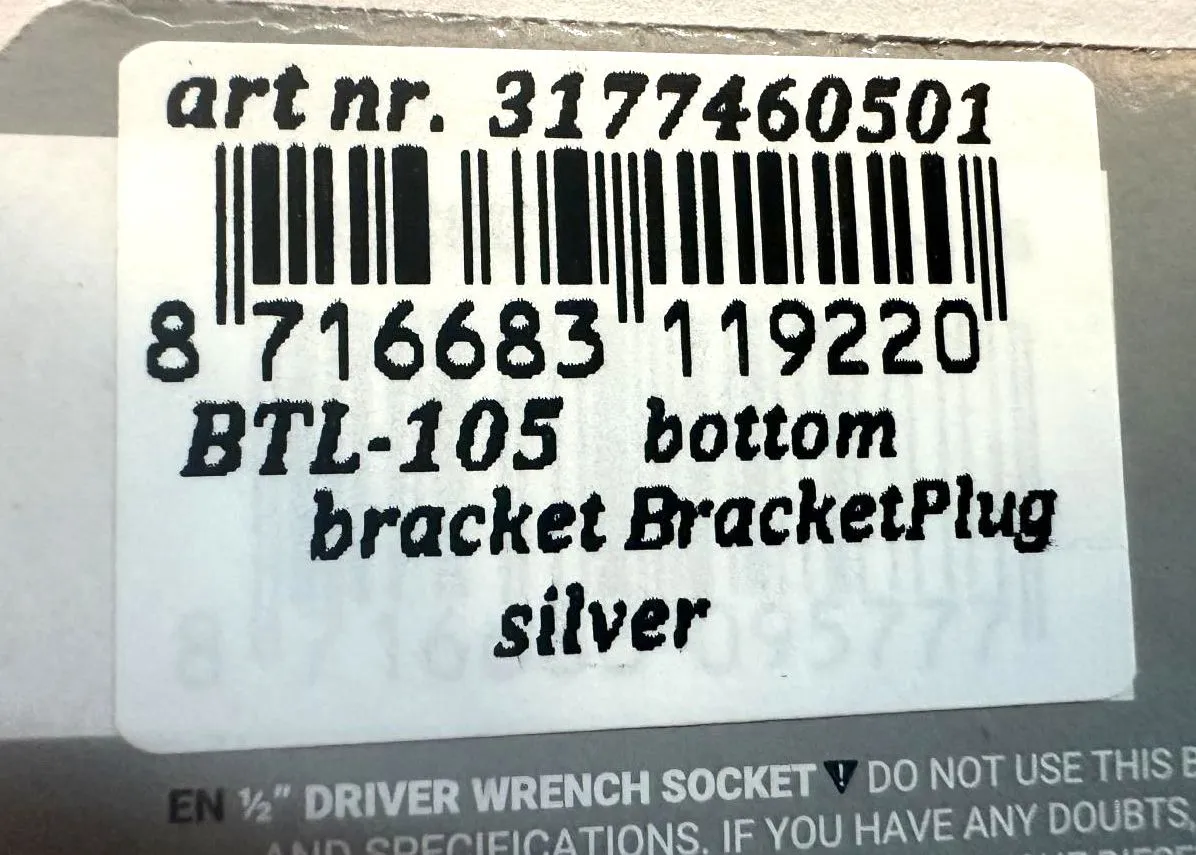 art nr. 3177460501
8 716683 119220
BTL-105 bottom
bracket BracketPlug
silver
EN ½" DRIVER WRENCH SOCKET DO NOT USE THIS B
AND SPECIFICATIONS. IF YOU HAVE ANY DOUBTS,